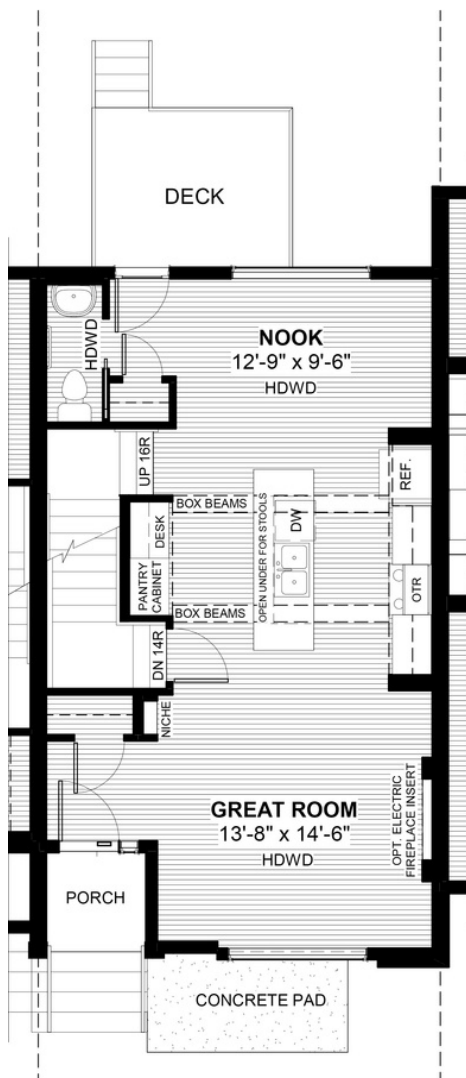 DECK
NOOK
12'-9" x 9'-6"
HDWD
HDWD
UP 16R
REF.
BOX BEAMS
DW
DESK
OPEN UNDER FOR STOOLS
PANTRY
CABINET
OTR
BOX BEAMS
DN 14R
NICHE
GREAT ROOM
13'-8" x 14'-6"
HDWD
OPT. ELECTRIC
FIREPLACE INSERT
PORCH
CONCRETE PAD